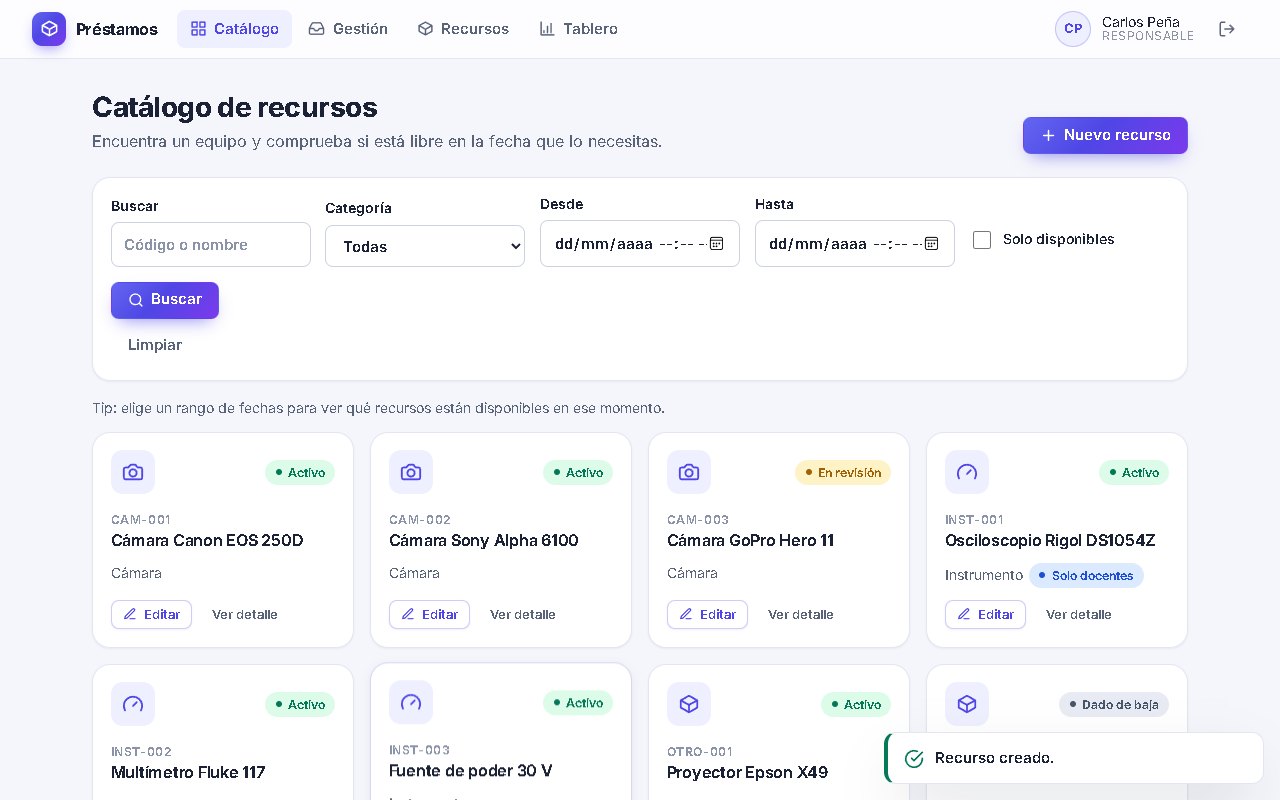 Préstamos
Catálogo
Gestión
Recursos
Tablero
CP
Carlos Peña
RESPONSABLE
Catálogo de recursos
Encuentra un equipo y comprueba si está libre en la fecha que lo necesitas.
+ Nuevo recurso
Buscar
Código o nombre
Categoría
Todas
Desde
dd/mm/aaaa --:-- --
Hasta
dd/mm/aaaa --:-- --
Solo disponibles
Buscar
Limpiar
Tip: elige un rango de fechas para ver qué recursos están disponibles en ese momento.
Activo
CAM-001
Cámara Canon EOS 250D
Cámara
Editar
Ver detalle
Activo
CAM-002
Cámara Sony Alpha 6100
Cámara
Editar
Ver detalle
En revisión
CAM-003
Cámara GoPro Hero 11
Cámara
Editar
Ver detalle
Activo
INST-001
Osciloscopio Rigol DS1054Z
Instrumento
Solo docentes
Editar
Ver detalle
Activo
INST-002
Multímetro Fluke 117
Activo
INST-003
Fuente de poder 30 V
Activo
OTRO-001
Proyector Epson X49
Dado de baja
Recurso creado.